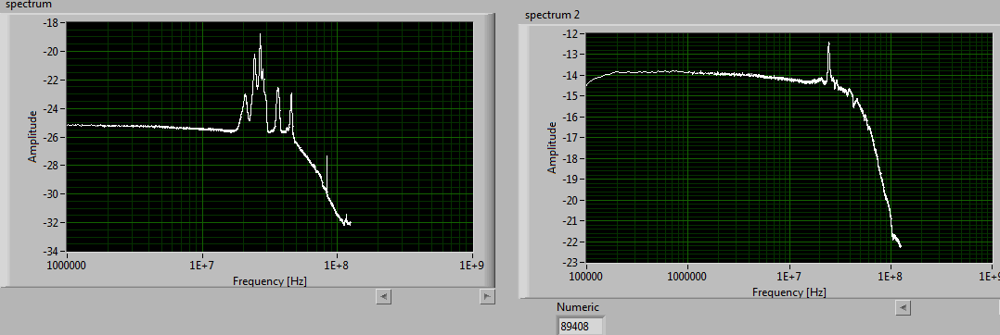 spectrum
-18
-20
-22
-24
-26
-28
-30
-32
-34
Amplitude
1000000 1E+7 1E+8 1E+9
Frequency [Hz]
spectrum 2
-12
-13
-14
-15
-16
-17
-18
-19
-20
-21
-22
-23
Amplitude
100000 1000000 1E+7 1E+8 1E+9
Frequency [Hz]
Numeric
89408